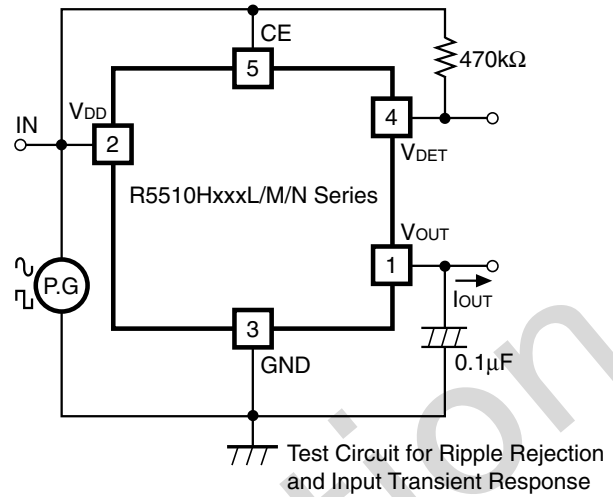 CE
5
470kΩ
4
VDET
IN
VDD
2
R5510HxxxL/M/N Series
VOUT
1
IOUT
P.G
3
GND
0.1μF
Test Circuit for Ripple Rejection
and Input Transient Response